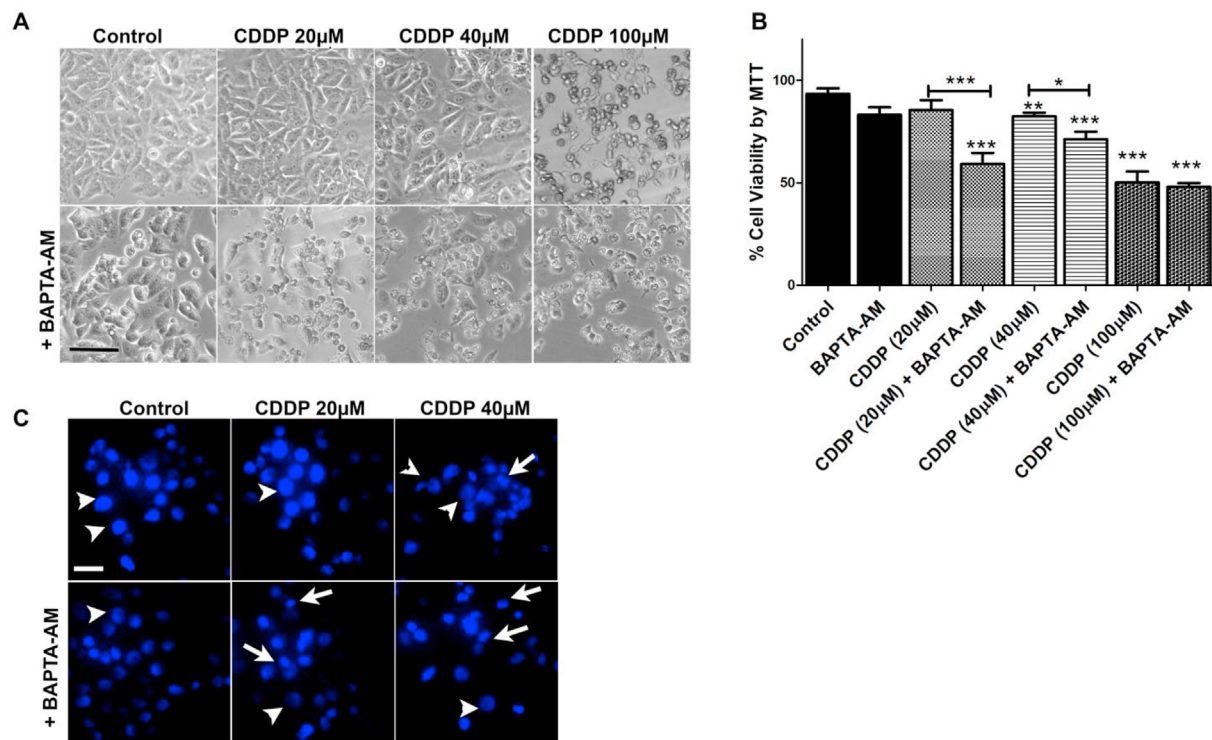 A
Control
CDDP 20µM
CDDP 40µM
CDDP 100µM
+ BAPTA-AM
B
% Cell Viability by MTT
100
50
0
***
***
**
*
***
***
***
Control
BAPTA-AM
CDDP (20µM)
CDDP (20µM) + BAPTA-AM
CDDP (40µM)
CDDP (40µM) + BAPTA-AM
CDDP (100µM)
CDDP (100µM) + BAPTA-AM
C
Control
CDDP 20µM
CDDP 40µM
+ BAPTA-AM